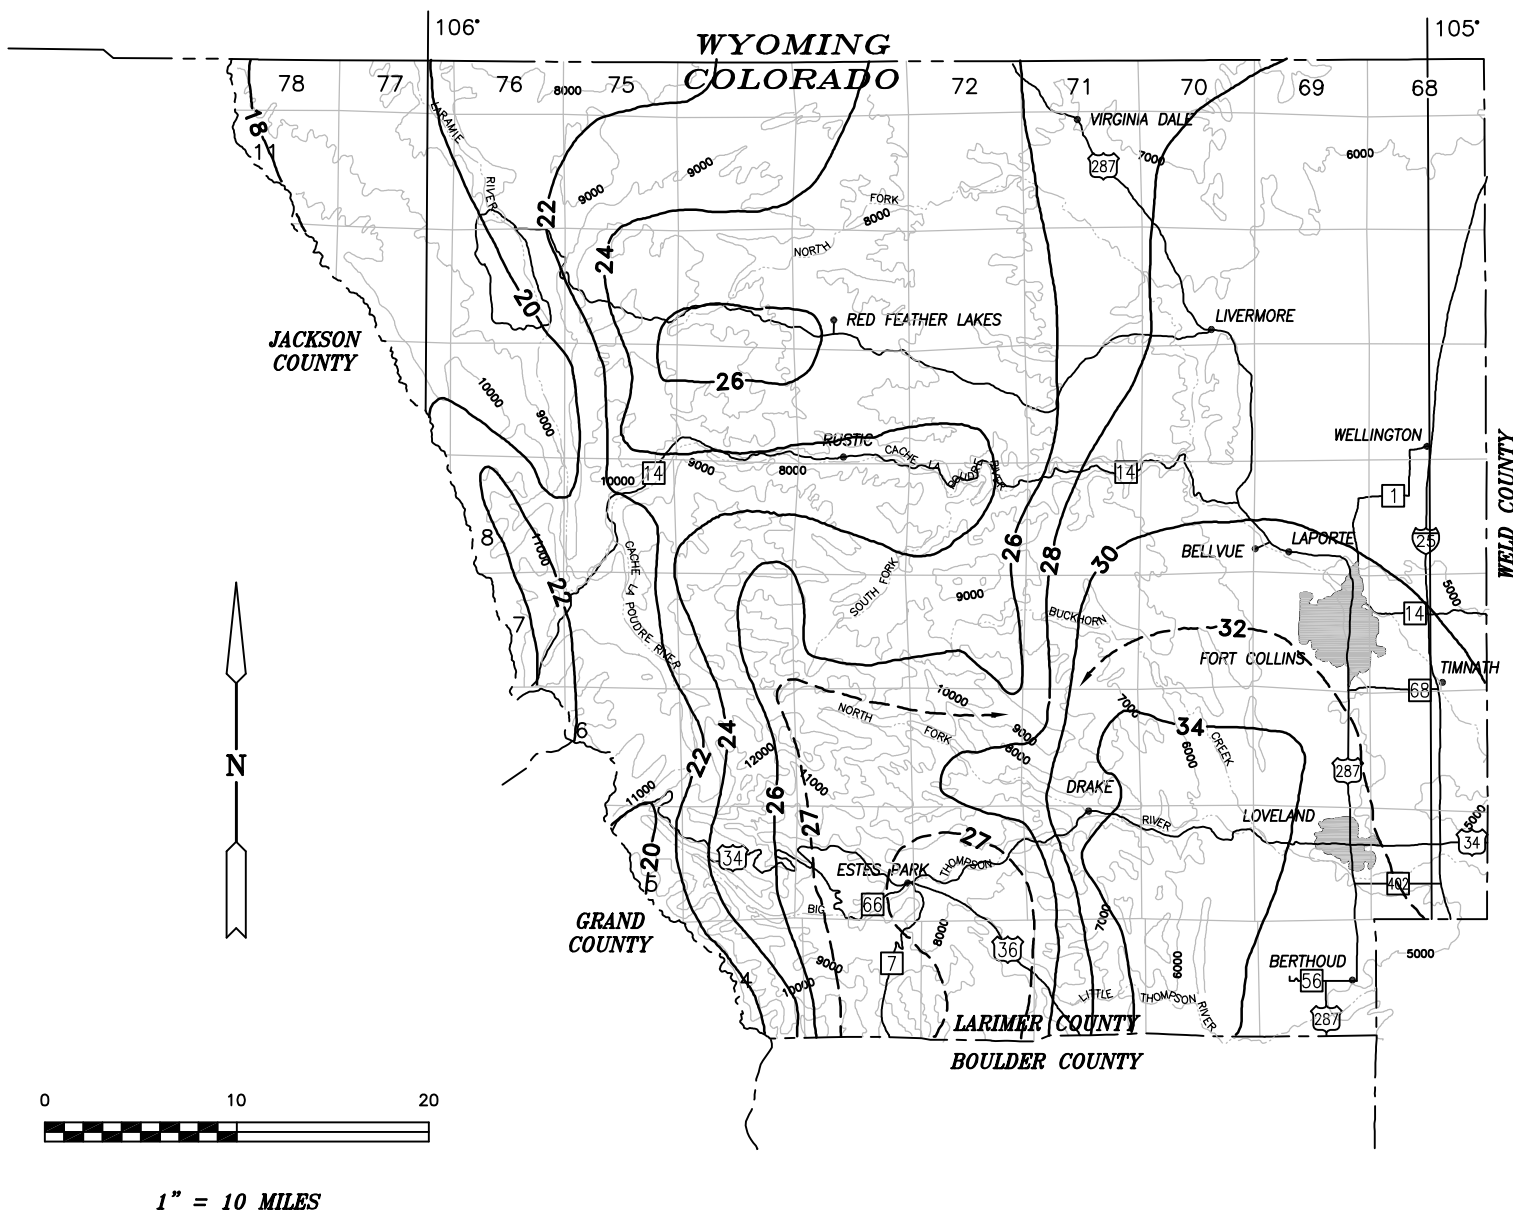 106°
105°
WYOMING
COLORADO
78
77
76
75
72
71
70
69
68
8000
LARAMIE
RIVER
18
11
9000
9000
22
24
20
FORK
8000
NORTH
VIRGINIA DALE
287
7000
6000
JACKSON
COUNTY
RED FEATHER LAKES
LIVERMORE
26
10000
9000
RUSTIC
CACHE LA
POUDRE
RIVER
14
9000
8000
10000
14
WELLINGTON
1
WELD COUNTY
8
11000
22
CACHE LA POUDRE RIVER
SOUTH FORK
9000
26
28
30
BELLVUE
LAPORTE
25
5000
14
BUCKHORN
32
FORT COLLINS
TIMNATH
68
7
6
10000
NORTH
FORK
9000
8000
7000
34
6000
CREEK
N
24
22
12000
11000
26
27
11000
DRAKE
287
RIVER
LOVELAND
5000
34
20
5
34
27
ESTES PARK
THOMPSON
BIG
66
402
GRAND
COUNTY
8000
7000
36
7
9000
10000
4
6000
BERTHOUD
56
5000
LITTLE
THOMPSON
RIVER
287
LARIMER COUNTY
BOULDER COUNTY
0
10
20
1" = 10 MILES